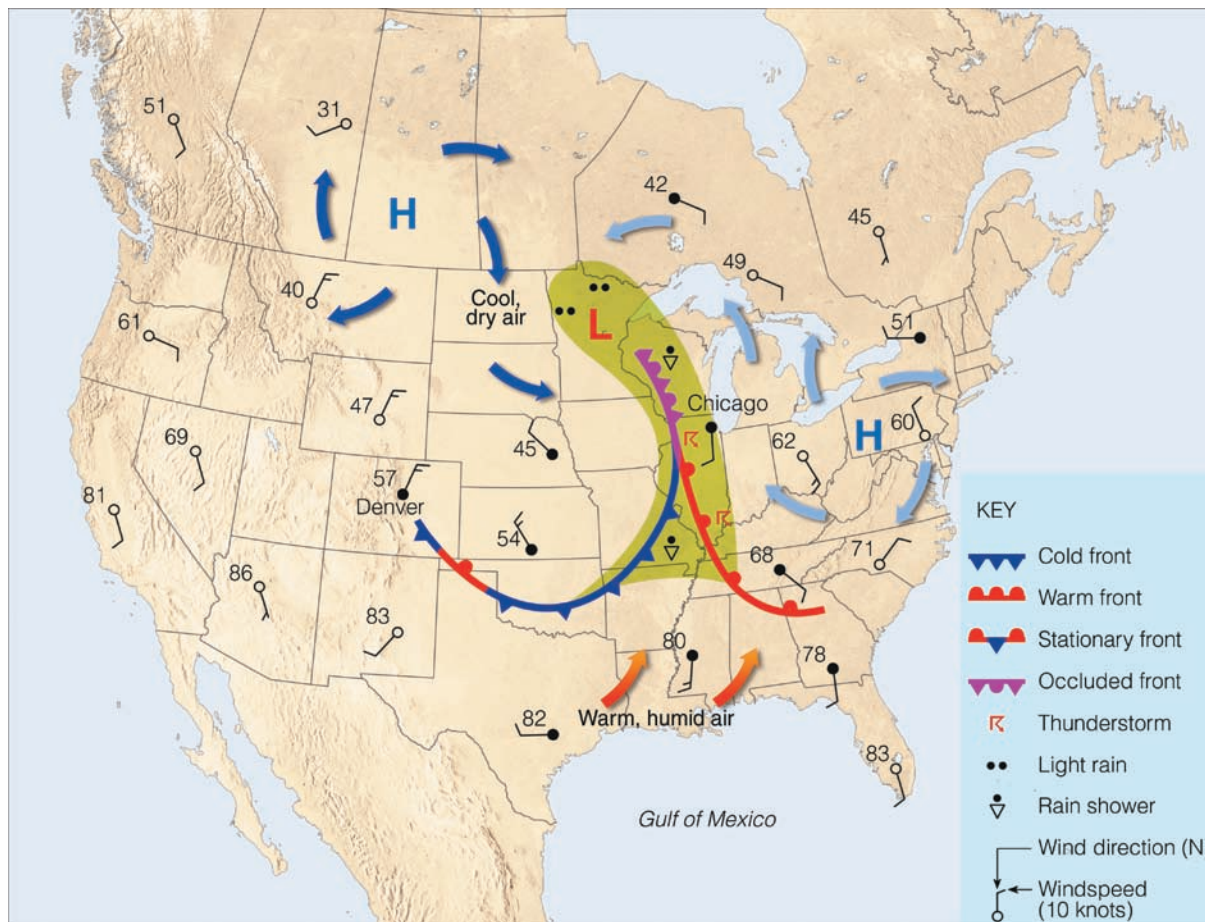 51
31
H
42
45
49
40
Cool,
dry air
L
51
61
47
Chicago
69
45
62
H
60
57
Denver
81
54
68
71
86
83
80
78
Warm, humid air
82
83
Gulf of Mexico
KEY
Cold front
Warm front
Stationary front
Occluded front
Thunderstorm
Light rain
Rain shower
Wind direction (N
Windspeed
(10 knots)